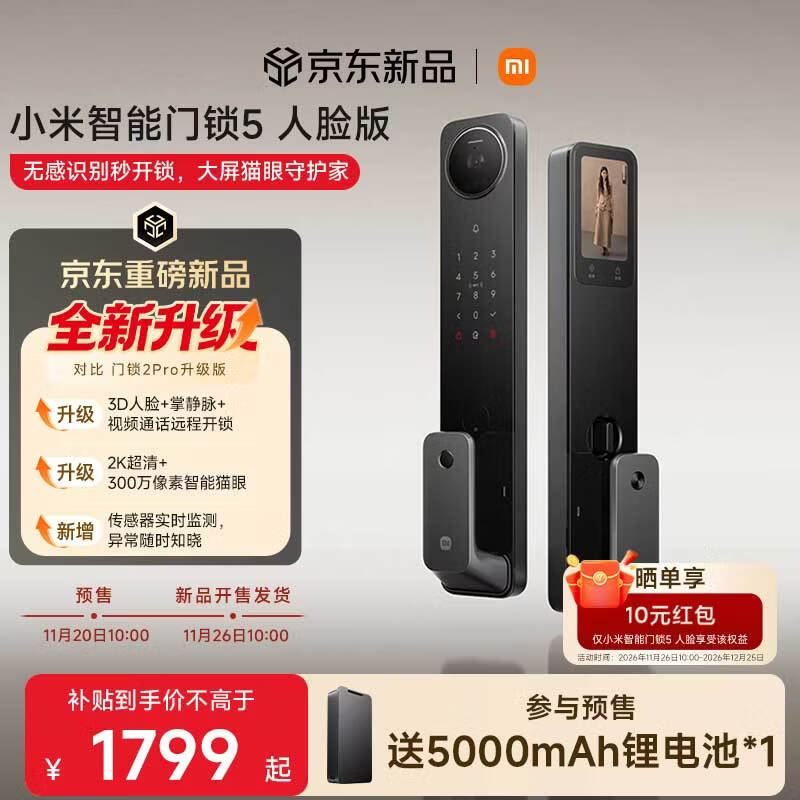 京东新品
小米智能门锁5 人脸版
无感识别秒开锁，大屏猫眼守护家
京东重磅新品
全新升级
对比 门锁2Pro升级版
升级
3D人脸+掌静脉+
视频通话远程开锁
升级
2K超清+
300万像素智能猫眼
新增
传感器实时监测，
异常随时知晓
预售
新品开售发货
11月20日10:00
11月26日10:00
1 2 3
4 5 6
7 8 9
0
晒单享
10元红包
仅小米智能门锁5 人脸享受该权益
活动时间：2026年11月26日10:00-2026年12月25日
补贴到手价不高于
¥ 1799 起
参与预售
送5000mAh锂电池*1